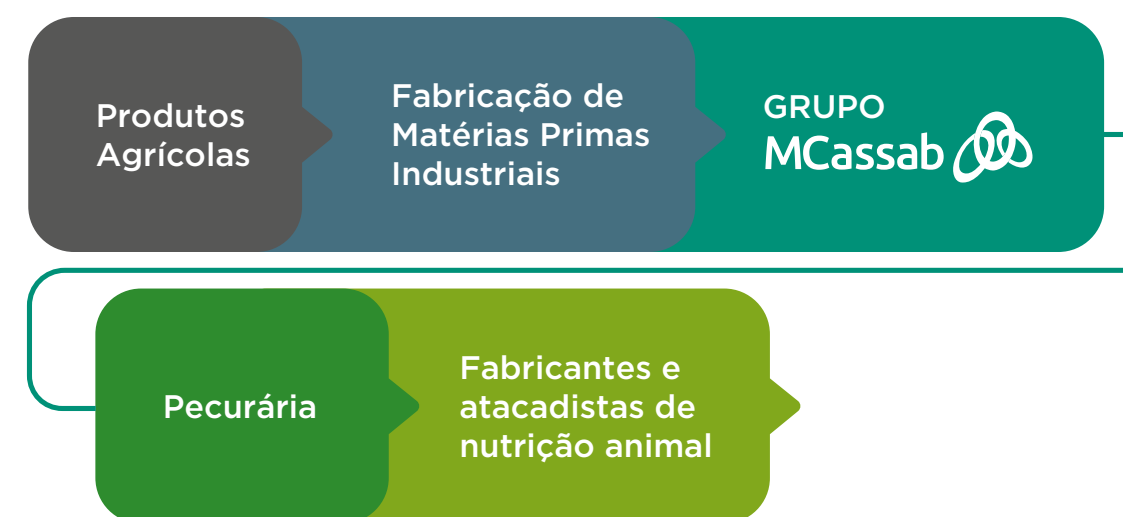 Produtos
Agrícolas
Fabricação de
Matérias Primas
Industriais
GRUPO
MCassab
Pecurária
Fabricantes e
atacadistas de
nutrição animal